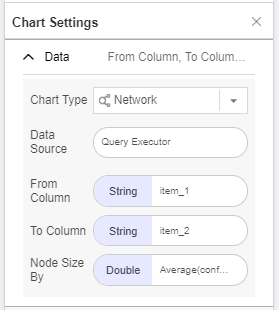 Chart Settings
Data From Column, To Colum...
Chart Type Network
Data
Source
Query Executor
From
Column
String item_1
To Column String item_2
Node Size
By
Double Average(conf...